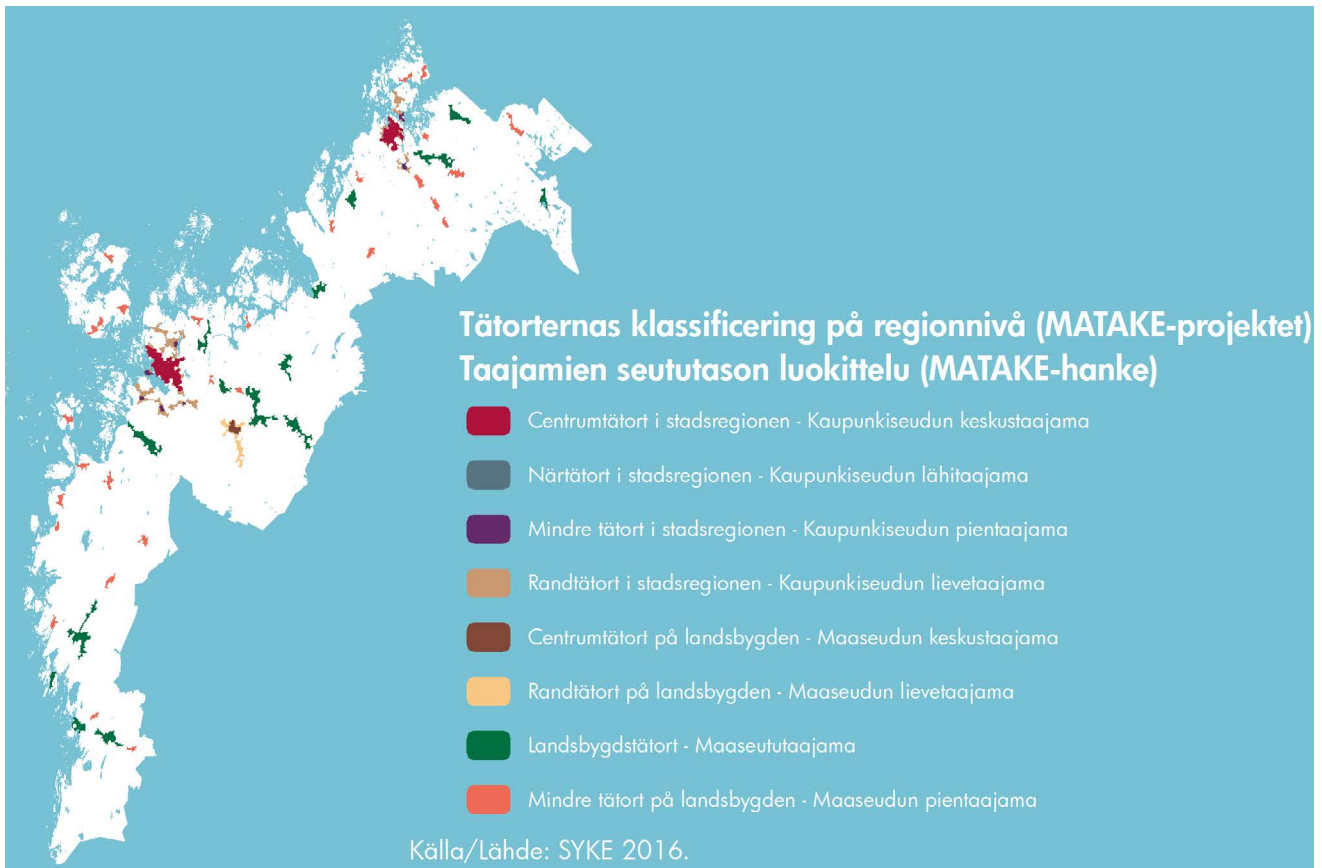 Tätorternas klassificering på regionnivå (MATAKE-projektet)
Taajamien seututason luokittelu (MATAKE-hanke)
Centrumtätort i stadsregionen - Kaupunkiseudun keskustaajama
Närtätort i stadsregionen - Kaupunkiseudun lähitaajama
Mindre tätort i stadsregionen - Kaupunkiseudun pientaajama
Randtätort i stadsregionen - Kaupunkiseudun lievetaajama
Centrumtätort på landsbygden - Maaseudun keskustaajama
Randtätort på landsbygden - Maaseudun lievetaajama
Landsbygdstätort - Maaseututaajama
Mindre tätort på landsbygden - Maaseudun pientaajama
Källa/Lähde: SYKE 2016.